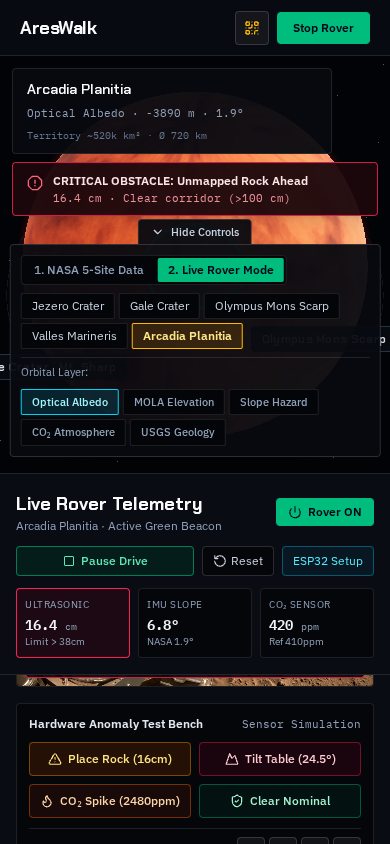 AresWalk
Stop Rover
Arcadia Planitia
Optical Albedo · -3890 m · 1.9°
Territory ~520k km² · Ø 720 km
CRITICAL OBSTACLE: Unmapped Rock Ahead
16.4 cm · Clear corridor (>100 cm)
Hide Controls
1. NASA 5-Site Data
2. Live Rover Mode
Jezero Crater
Gale Crater
Olympus Mons Scarp
Valles Marineris
Arcadia Planitia
Olympus Mons Scarp
Orbital Layer:
Optical Albedo
MOLA Elevation
Slope Hazard
CO₂ Atmosphere
USGS Geology
Live Rover Telemetry
Arcadia Planitia · Active Green Beacon
Rover ON
Pause Drive
Reset
ESP32 Setup
ULTRASONIC
16.4 cm
Limit > 38cm
IMU SLOPE
6.8°
NASA 1.9°
CO₂ SENSOR
420 ppm
Ref 410ppm
Hardware Anomaly Test Bench
Sensor Simulation
Place Rock (16cm)
Tilt Table (24.5°)
CO₂ Spike (2480ppm)
Clear Nominal